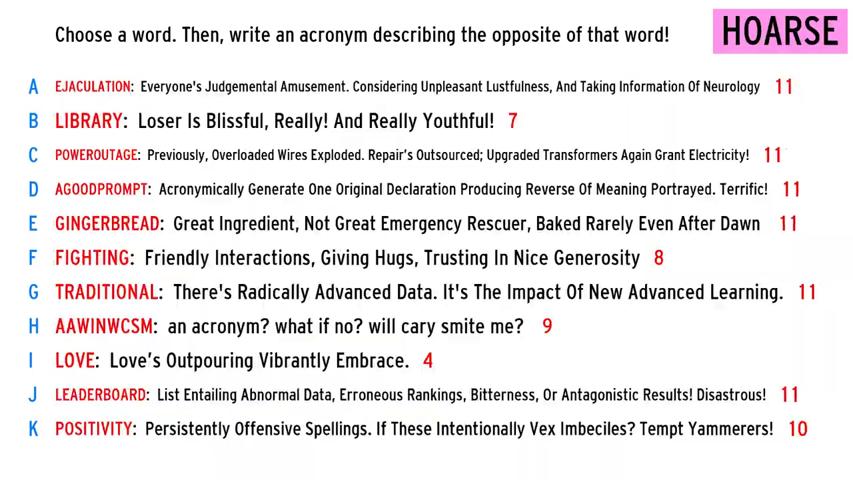 Choose a word. Then, write an acronym describing the opposite of that word!
HOARSE
A EJACULATION: Everyone's Judgemental Amusement. Considering Unpleasant Lustfulness, And Taking Information Of Neurology 11
B LIBRARY: Loser Is Blissful, Really! And Really Youthful! 7
C POWEROUTAGE: Previously, Overloaded Wires Exploded. Repair's Outsourced; Upgraded Transformers Again Grant Electricity! 11
D AGOODPROMPT: Acronymically Generate One Original Declaration Producing Reverse Of Meaning Portrayed. Terrific! 11
E GINGERBREAD: Great Ingredient, Not Great Emergency Rescuer, Baked Rarely Even After Dawn 11
F FIGHTING: Friendly Interactions, Giving Hugs, Trusting In Nice Generosity 8
G TRADITIONAL: There's Radically Advanced Data. It's The Impact Of New Advanced Learning. 11
H AAWINWCSM: an acronym? what if no? will cary smite me? 9
I LOVE: Love's Outpouring Vibrantly Embrace. 4
J LEADERBOARD: List Entailing Abnormal Data, Erroneous Rankings, Bitterness, Or Antagonistic Results! Disastrous! 11
K POSITIVITY: Persistently Offensive Spellings. If These Intentionally Vex Imbeciles? Tempt Yammerers! 10